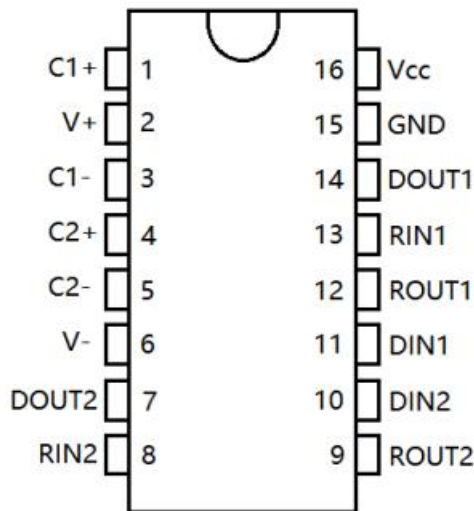 C1+ 1 16 Vcc
V+ 2 15 GND
C1- 3 14 DOUT1
C2+ 4 13 RIN1
C2- 5 12 ROUT1
V- 6 11 DIN1
DOUT2 7 10 DIN2
RIN2 8 9 ROUT2